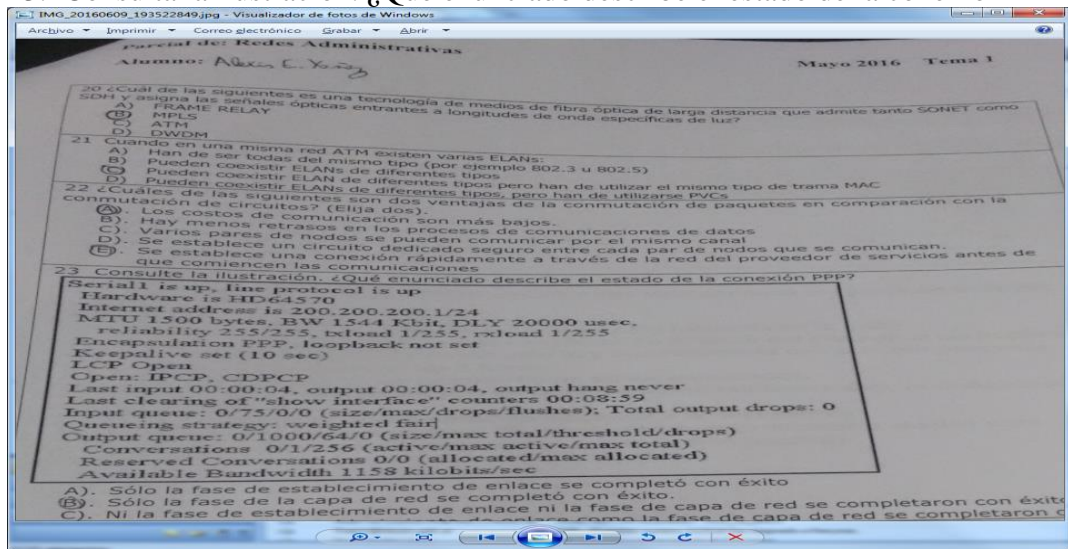 IMG_20160609_193522849.jpg - Visualizador de fotos de Windows
Archivo Imprimir Correo electrónico Grabar Abrir
Parcial de: Redes Administrativas
Alumno: Alexis E. Mayo 2016 Tema 1
20 ¿Cuál de las siguientes es una tecnología de medios de fibra óptica de larga distancia que admite tanto SONET como
SDH y asigna las señales ópticas entrantes a longitudes de onda específicas de luz?
A) FRAME RELAY
B) MPLS
C) ATM
D) DWDM
21 Cuando en una misma red ATM existen varias ELANs:
A) Han de ser todas del mismo tipo (por ejemplo 802.3 u 802.5)
B) Pueden coexistir ELANs de diferentes tipos
C) Pueden coexistir ELAN de diferentes tipos pero han de utilizar el mismo tipo de trama MAC
D) Pueden coexistir ELANs de diferentes tipos, pero han de utilizarse PVCs
22 ¿Cuáles de las siguientes son dos ventajas de la conmutación de paquetes en comparación con la
conmutación de circuitos? (Elija dos).
A). Los costos de comunicación son más bajos.
B). Hay menos retrasos en los procesos de comunicaciones de datos
C). Varios pares de nodos se pueden comunicar por el mismo canal
D). Se establece un circuito dedicado seguro entre cada par de nodos que se comunican.
E). Se establece una conexión rápidamente a través de la red del proveedor de servicios antes de
que comiencen las comunicaciones
23 Consulte la ilustración. ¿Qué enunciado describe el estado de la conexión PPP?
Serial1 is up, line protocol is up
Hardware is HD64570
Internet address is 200.200.200.1/24
MTU 1500 bytes, BW 1544 Kbit, DLY 20000 usec,
reliability 255/255, txload 1/255, rxload 1/255
Encapsulation PPP, loopback not set
Keepalive set (10 sec)
LCP Open
Open: IPCP, CDPCP
Last input 00:00:04, output 00:00:04, output hang never
Last clearing of "show interface" counters 00:08:59
Input queue: 0/75/0/0 (size/max/drops/flushes); Total output drops: 0
Queueing strategy: weighted fair
Output queue: 0/1000/64/0 (size/max total/threshold/drops)
Conversations 0/1/256 (active/max active/max total)
Reserved Conversations 0/0 (allocated/max allocated)
Available Bandwidth 1158 kilobits/sec
A). Sólo la fase de establecimiento de enlace se completó con éxito
B). Sólo la fase de la capa de red se completó con éxito.
C). Ni la fase de establecimiento de enlace ni la fase de capa de red se completaron con éxito
como la fase de capa de red se completaron